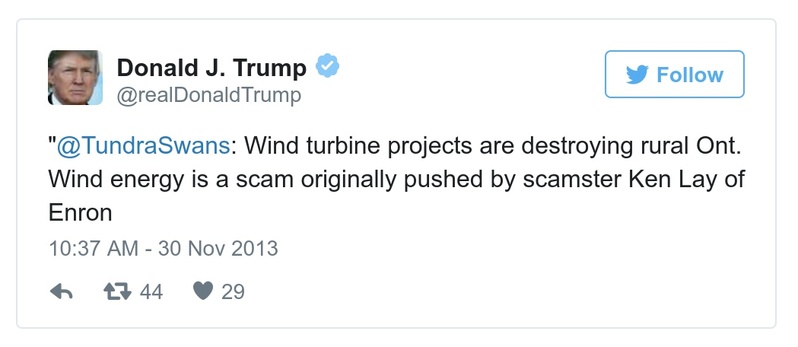 Donald J. Trump
@realDonaldTrump
Follow
"@TundraSwans: Wind turbine projects are destroying rural Ont.
Wind energy is a scam originally pushed by scamster Ken Lay of
Enron
10:37 AM - 30 Nov 2013
44 29